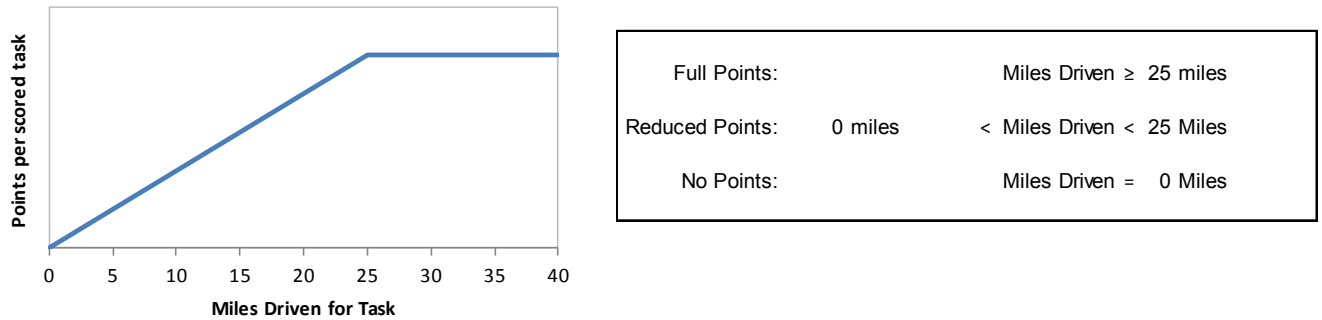 Points per scored task
0 5 10 15 20 25 30 35 40
Miles Driven for Task
Full Points: Miles Driven ≥ 25 miles
Reduced Points: 0 miles < Miles Driven < 25 Miles
No Points: Miles Driven = 0 Miles